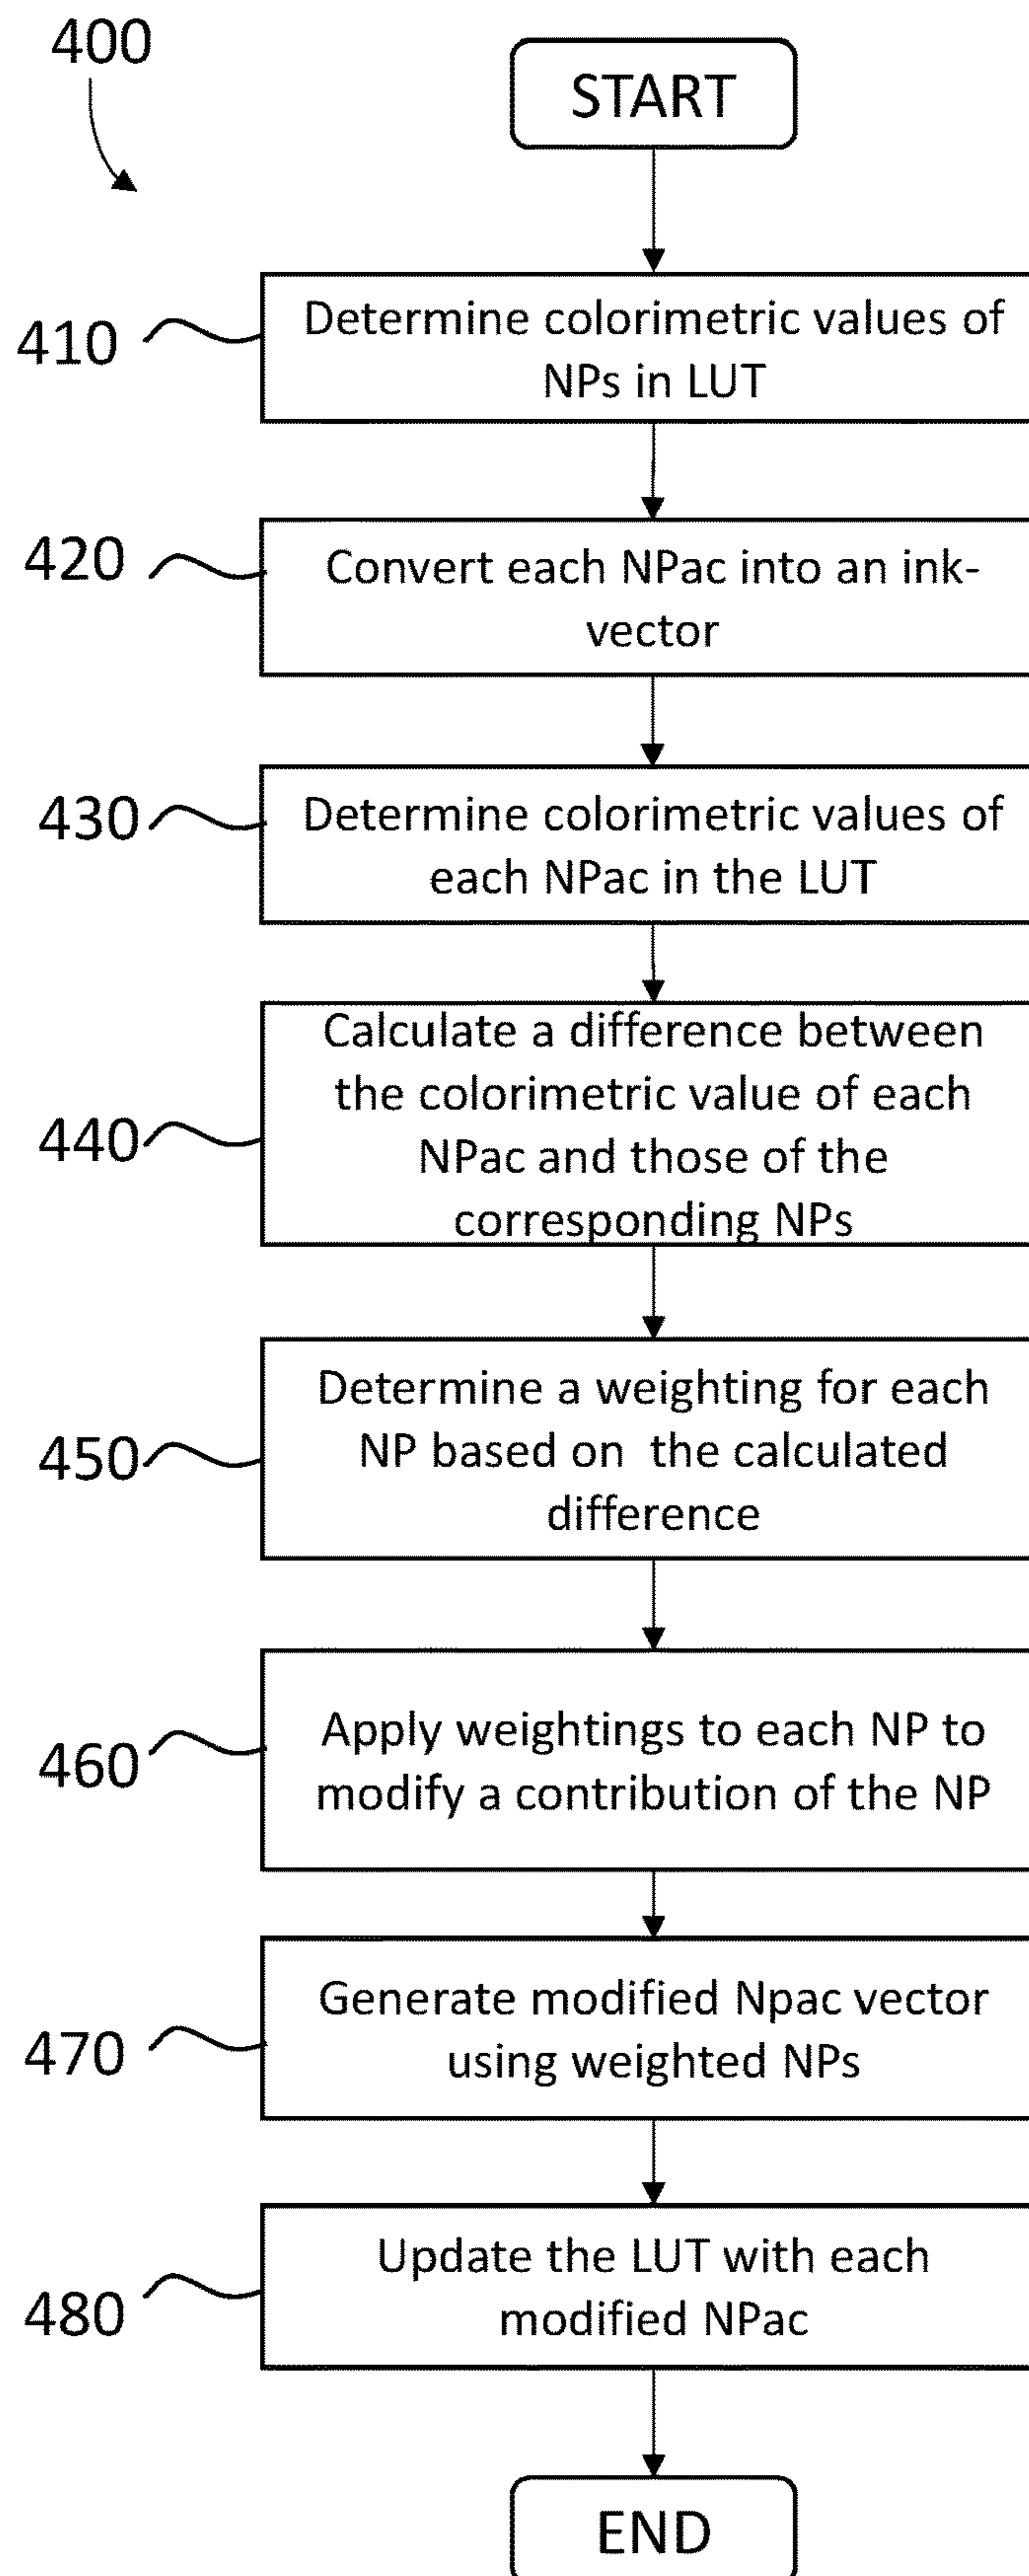 400
START
410
Determine colorimetric values of
NPs in LUT
420
Convert each NPac into an ink-
vector
430
Determine colorimetric values of
each NPac in the LUT
440
Calculate a difference between
the colorimetric value of each
NPac and those of the
corresponding NPs
450
Determine a weighting for each
NP based on the calculated
difference
460
Apply weightings to each NP to
modify a contribution of the NP
470
Generate modified Npac vector
using weighted NPs
480
Update the LUT with each
modified NPac
END